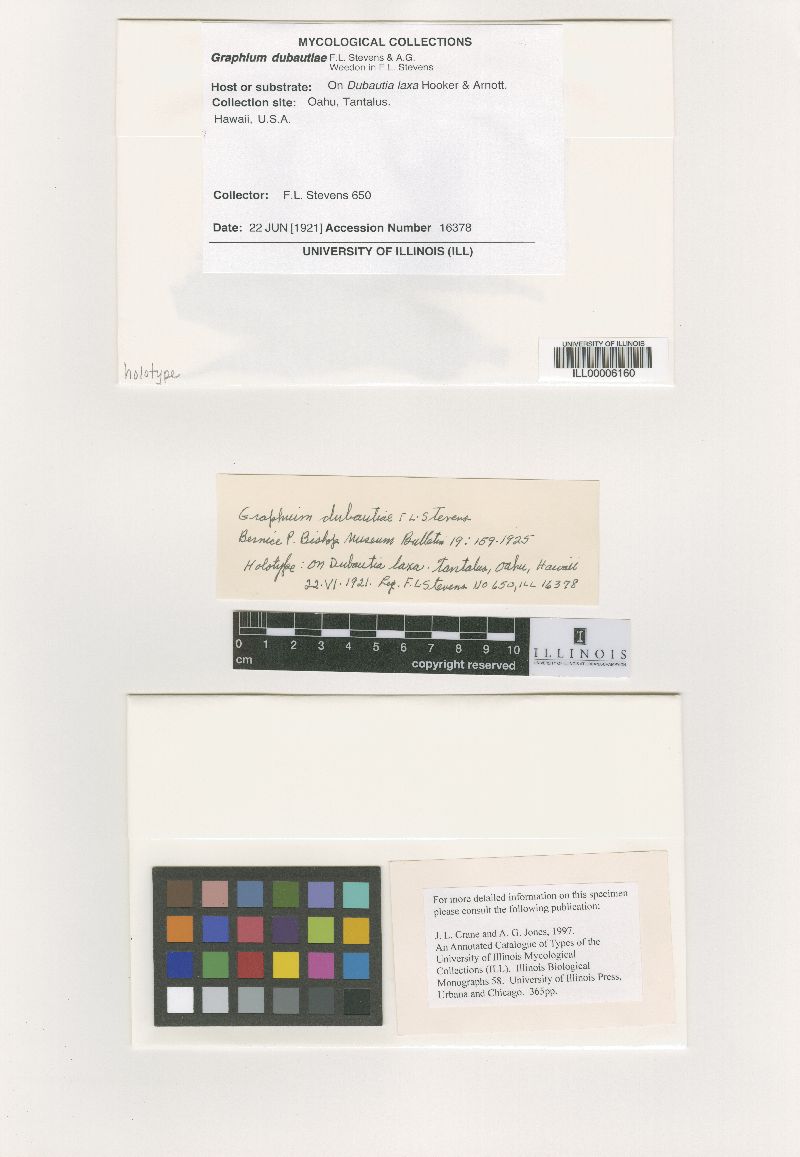 MYCOLOGICAL COLLECTIONS
Graphium dubautiae F.L. Stevens & A.G.
Weedon in F.L. Stevens
Host or substrate: On Dubautia laxa Hooker & Arnott.
Collection site: Oahu, Tantalus.
Hawaii, U.S.A.
Collector: F.L. Stevens 650
Date: 22 JUN [1921] Accession Number 16378
UNIVERSITY OF ILLINOIS (ILL)
holotype
UNIVERSITY OF ILLINOIS
ILL00006160
Graphium dubautiae F.L. Stevens
Bernice P. Bishop Museum Bulletin 19: 159. 1925
Holotype: on Dubautia laxa. Tantalus, Oahu, Hawaii
22.VI.1921. Leg. F.L Stevens No 650, ILL 16378
0 1 2 3 4 5 6 7 8 9 10
cm copyright reserved
I
ILLINOIS
UNIVERSITY OF ILLINOIS AT URBANA-CHAMPAIGN
For more detailed information on this specimen
please consult the following publication:
J. L. Crane and A. G. Jones, 1997.
An Annotated Catalogue of Types of the
University of Illinois Mycological
Collections (ILL). Illinois Biological
Monographs 58. University of Illinois Press,
Urbana and Chicago. 365pp.